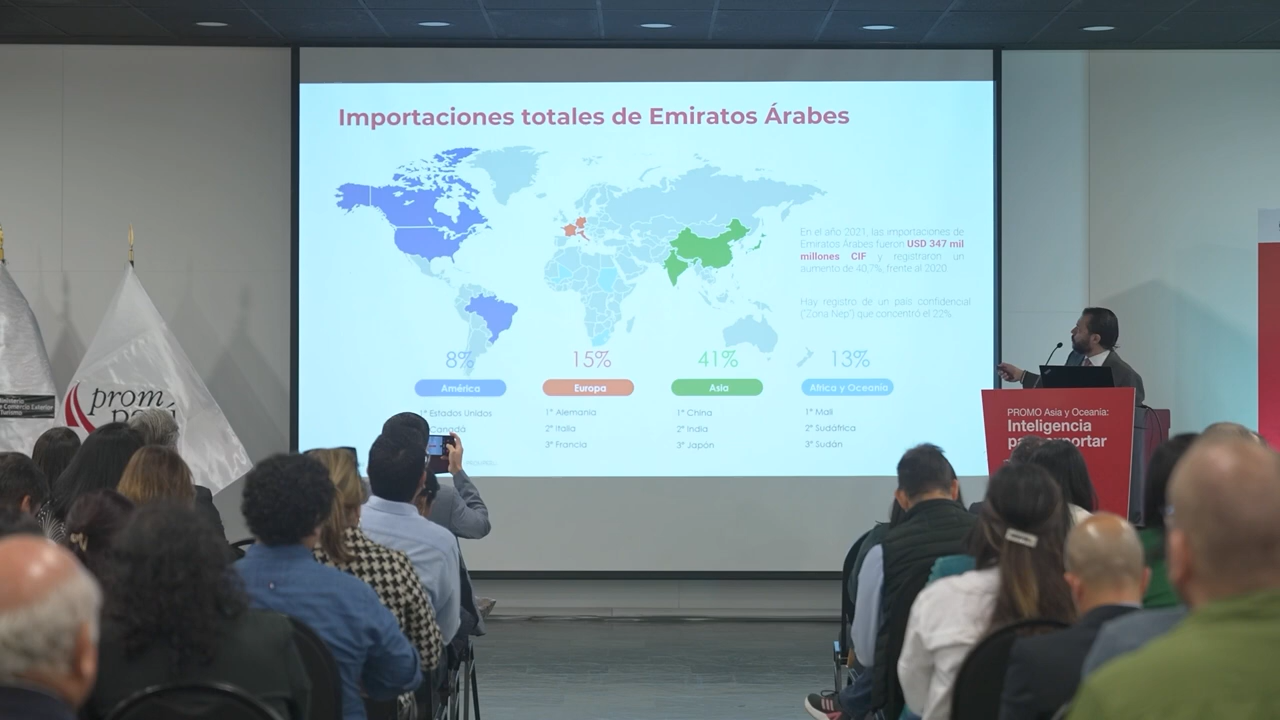 Importaciones totales de Emiratos Árabes
En el año 2021, las importaciones de
Emiratos Árabes fueron USD 347 mil
millones CIF y registraron un
aumento de 40,7% frente al 2020.
Hay registro de un país confidencial
("Zona Nep") que concentró el 22%.
8% 15% 41% 13%
América Europa Asia Africa y Oceanía
1° Estados Unidos 1° Alemania 1° China 1° Mali
Canadá 2° Italia 2° India 2° Sudáfrica
3° Francia 3° Japón 3° Sudán
PROMO Asia y Oceanía:
Inteligencia
exportar
prom
Comercio Exterior
Turismo